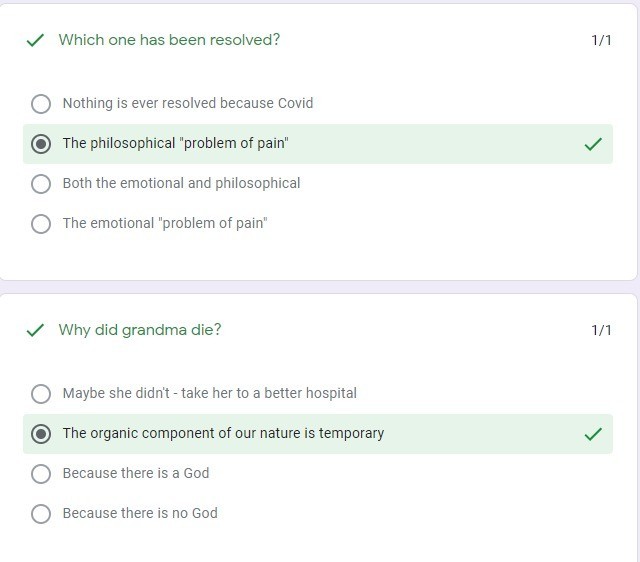 Which one has been resolved? 1/1
Nothing is ever resolved because Covid
The philosophical "problem of pain"
Both the emotional and philosophical
The emotional "problem of pain"
Why did grandma die? 1/1
Maybe she didn't - take her to a better hospital
The organic component of our nature is temporary
Because there is a God
Because there is no God